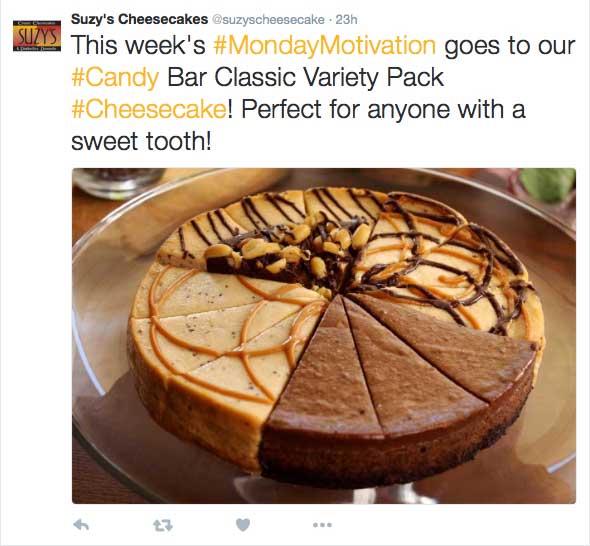 Suzy's Cheesecakes @suzyscheesecake · 23h
SUZY'S
This week's #MondayMotivation goes to our
#Candy Bar Classic Variety Pack
#Cheesecake! Perfect for anyone with a
sweet tooth!